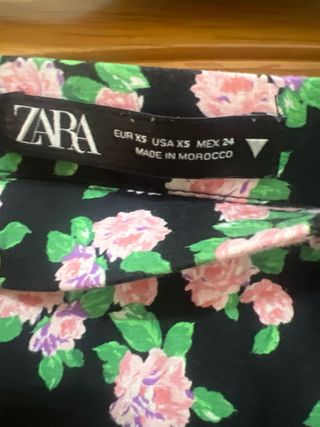 ZARA
EUR XS USA XS MEX 24
MADE IN MOROCCO